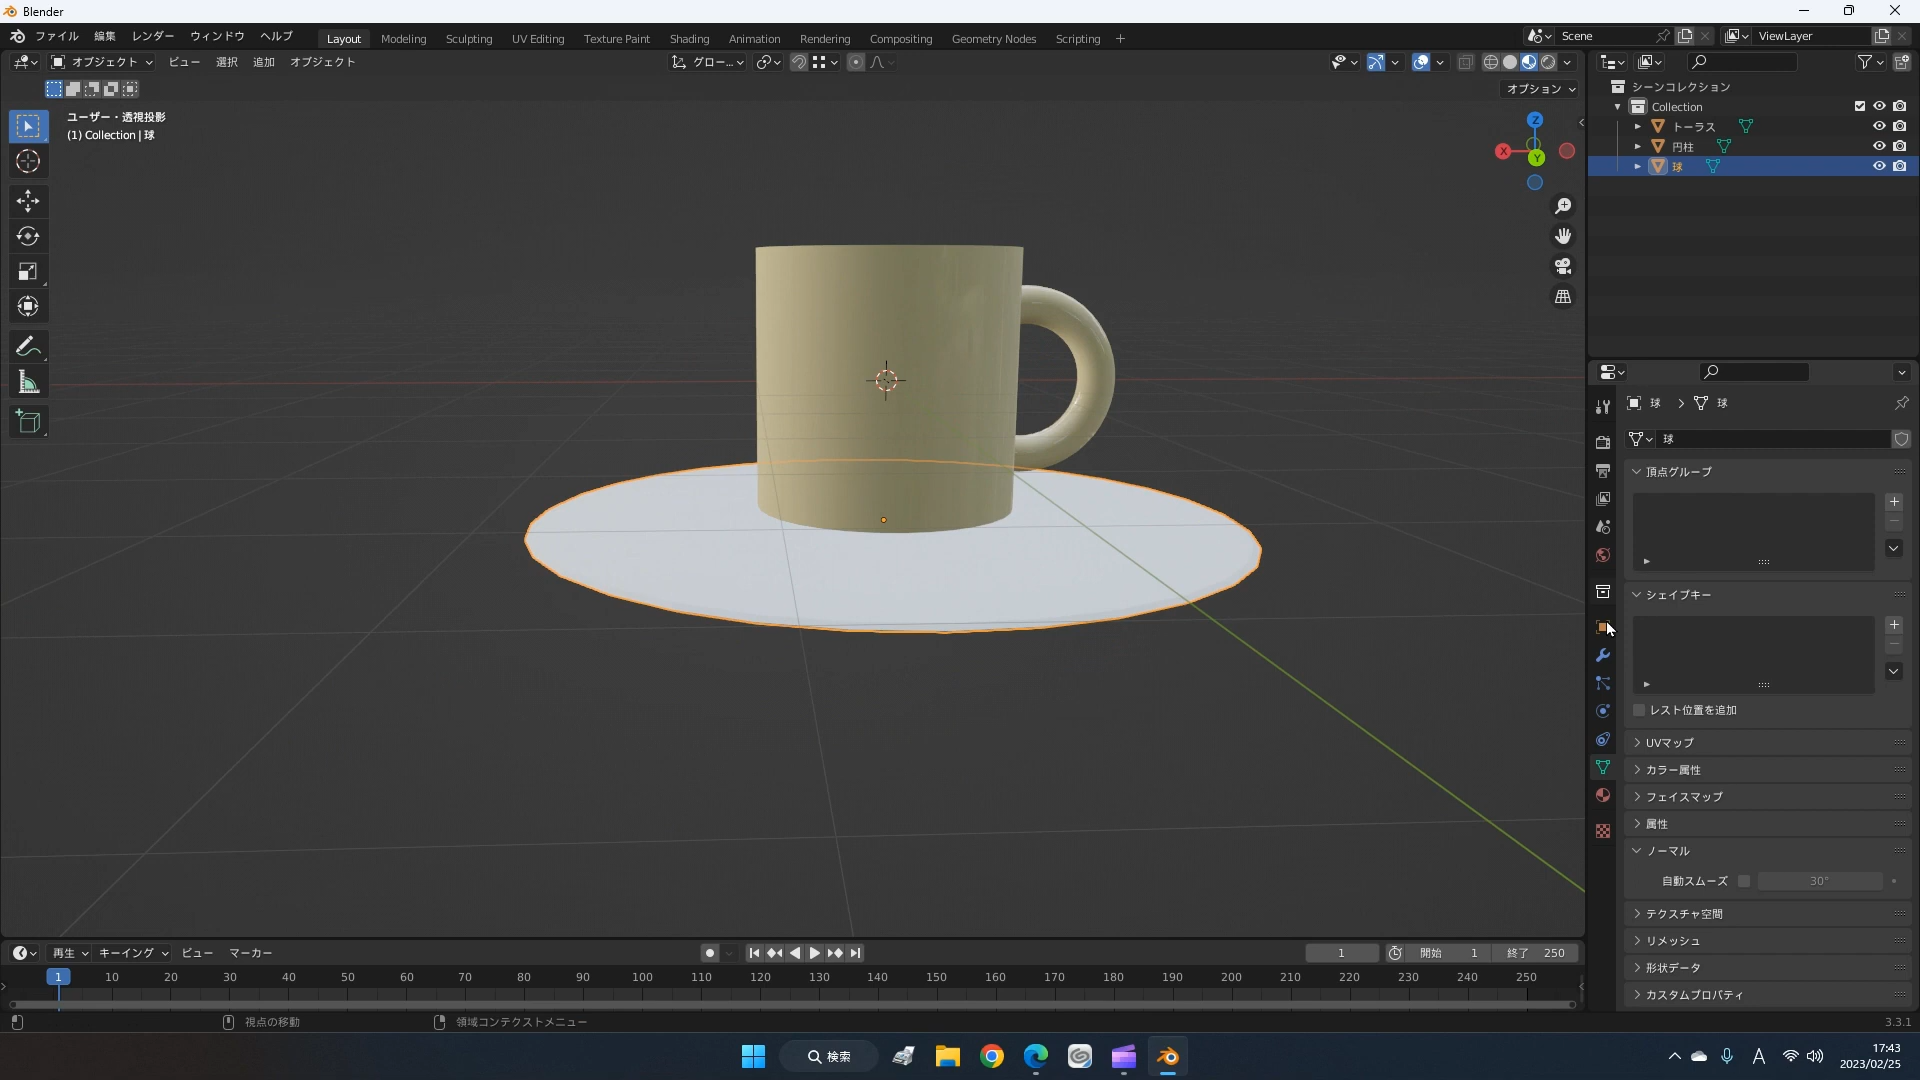 Blender
ファイル 編集 レンダー ウィンドウ ヘルプ Layout Modeling Sculpting UV Editing Texture Paint Shading Animation Rendering Compositing Geometry Nodes Scripting + Scene ViewLayer
オブジェクト ビュー 選択 追加 オブジェクト グロー...
オプション
ユーザー・透視投影
(1) Collection | 球
Z
X
Y
シーンコレクション
Collection
トーラス
円柱
球
球 球
球
頂点グループ
シェイプキー
レスト位置を追加
UVマップ
カラー属性
フェイスマップ
属性
ノーマル
自動スムーズ 30°
テクスチャ空間
リメッシュ
形状データ
カスタムプロパティ
再生 キーイング ビュー マーカー 1 開始 1 終了 250
1 10 20 30 40 50 60 70 80 90 100 110 120 130 140 150 160 170 180 190 200 210 220 230 240 250
視点の移動 領域コンテクストメニュー 3.3.1
検索
A
17:43
2023/02/25